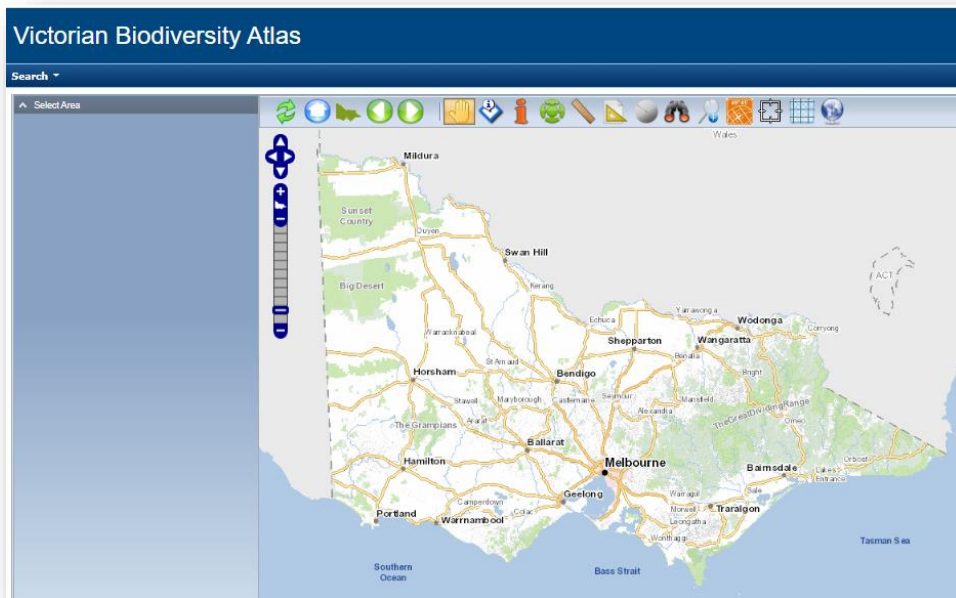 Victorian Biodiversity Atlas
Search
Select Area
Wales
Mildura
Sunset
Country
Ouyen
Swan Hill
ACT
Big Desert
Kerang
Yarrawonga
Echuca
Wodonga
Corryong
Warracknabeal
Shepparton
Wangaratta
Benalla
St Arnaud
Horsham
Bendigo
Bright
Stawell
Maryborough
Castlemaine
Seymour
Mansfield
Alexandra
The Great Dividing Range
The Grampians
Ararat
Omeo
Ballarat
Hamilton
Melbourne
Bairnsdale
Orbost
Lakes
Entrance
Geelong
Warragul
Sale
Camperdown
Colac
Morwell
Traralgon
Portland
Warrnambool
Leongatha
Wonthaggi
Tasman Sea
Southern
Ocean
Bass Strait